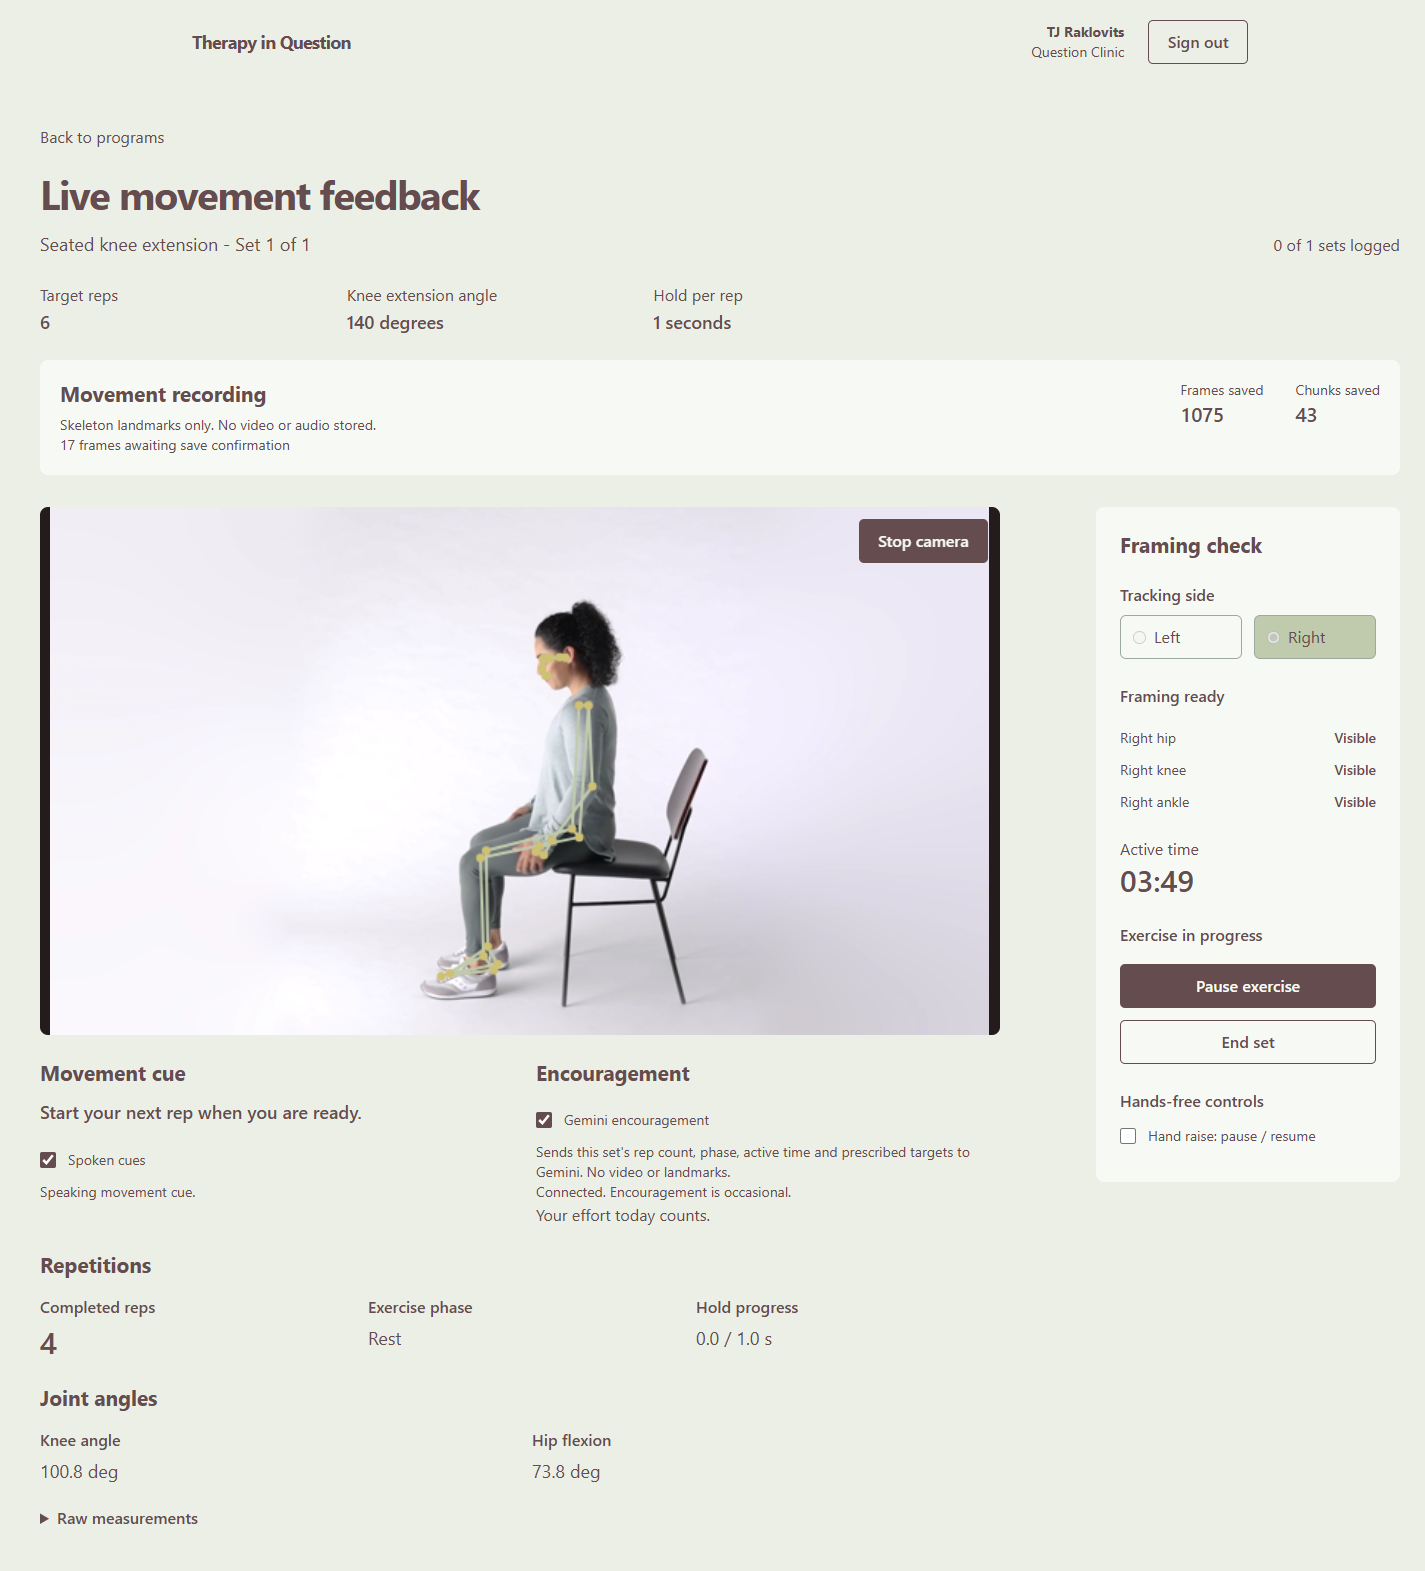 Therapy in Question
TJ Raklovits
Question Clinic
Sign out
Back to programs
Live movement feedback
Seated knee extension - Set 1 of 1
0 of 1 sets logged
Target reps
6
Knee extension angle
140 degrees
Hold per rep
1 seconds
Movement recording
Skeleton landmarks only. No video or audio stored.
17 frames awaiting save confirmation
Frames saved
1075
Chunks saved
43
Stop camera
Framing check
Tracking side
Left
Right
Framing ready
Right hip
Visible
Right knee
Visible
Right ankle
Visible
Active time
03:49
Exercise in progress
Pause exercise
End set
Hands-free controls
Hand raise: pause / resume
Movement cue
Start your next rep when you are ready.
Spoken cues
Speaking movement cue.
Encouragement
Gemini encouragement
Sends this set's rep count, phase, active time and prescribed targets to
Gemini. No video or landmarks.
Connected. Encouragement is occasional.
Your effort today counts.
Repetitions
Completed reps
4
Exercise phase
Rest
Hold progress
0.0 / 1.0 s
Joint angles
Knee angle
100.8 deg
Hip flexion
73.8 deg
Raw measurements